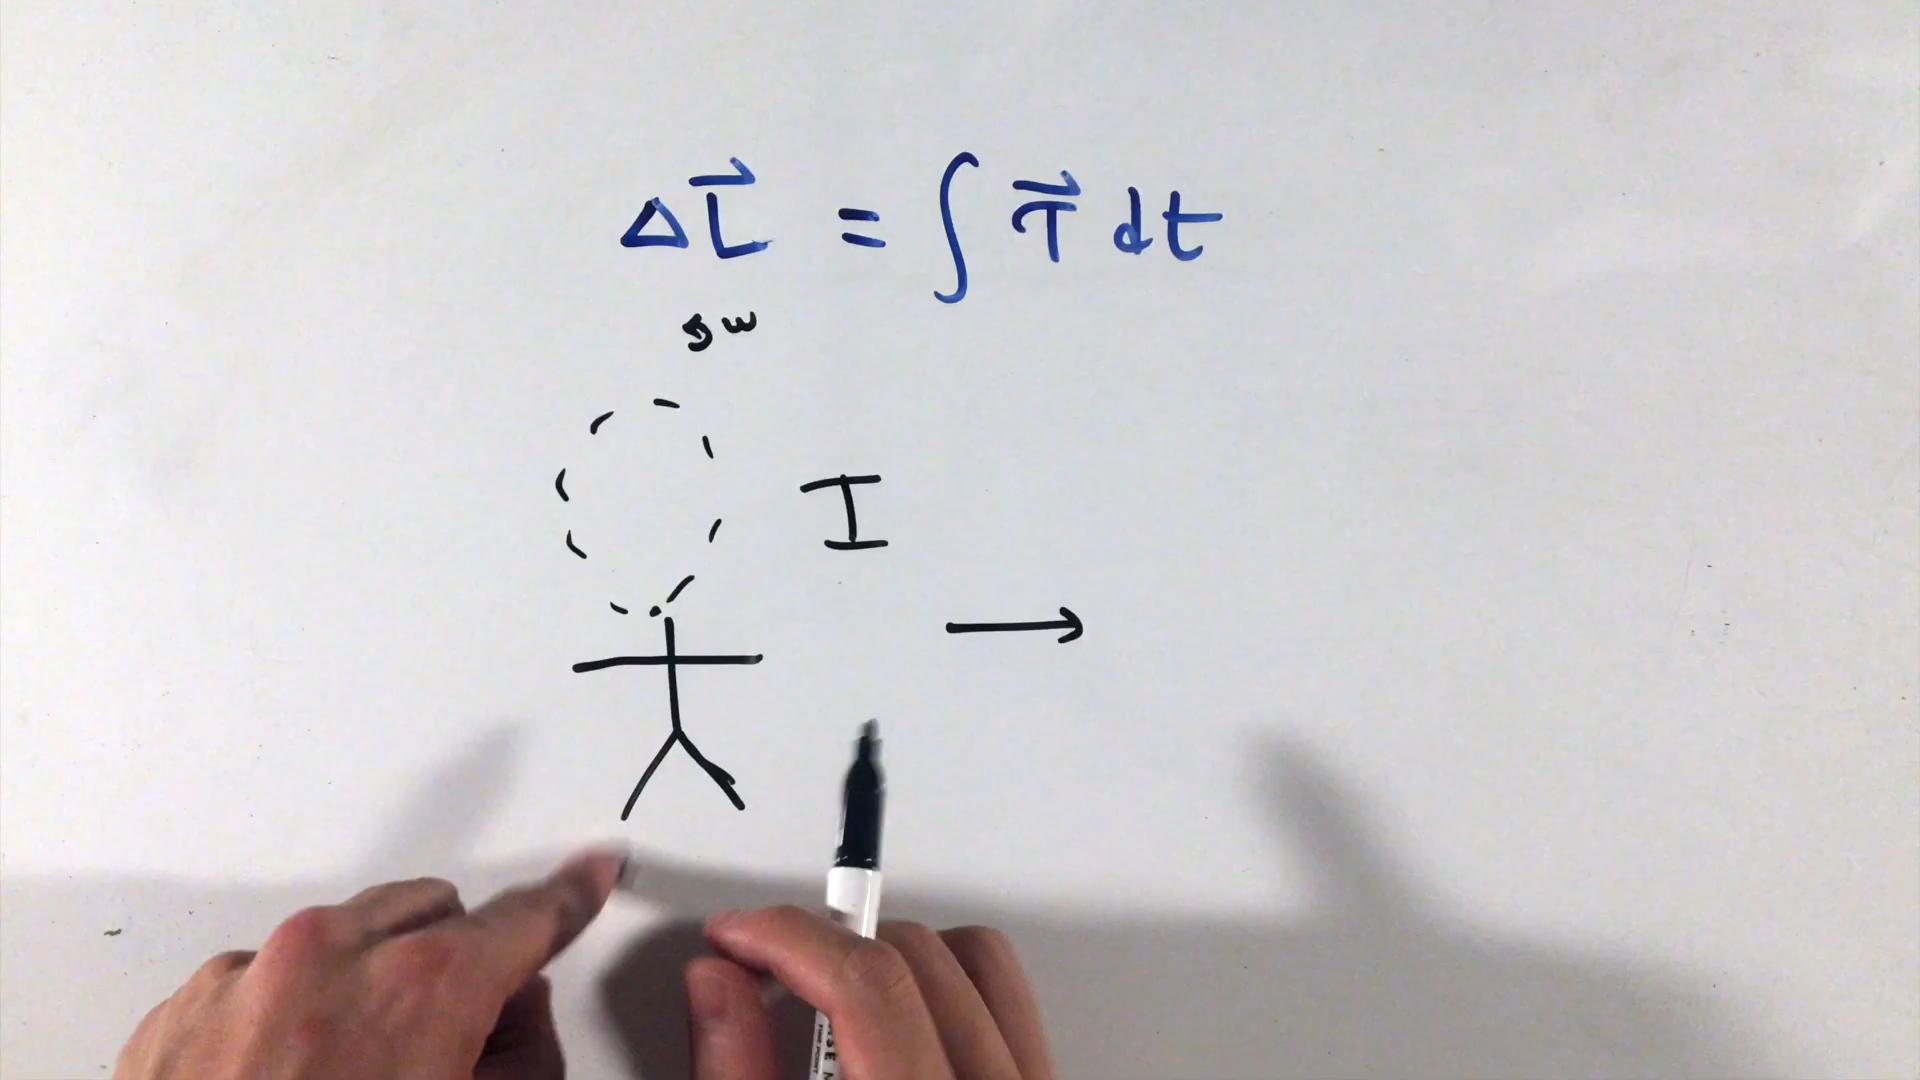 ΔL⃗ = ∫ τ⃗ dt
ω
I